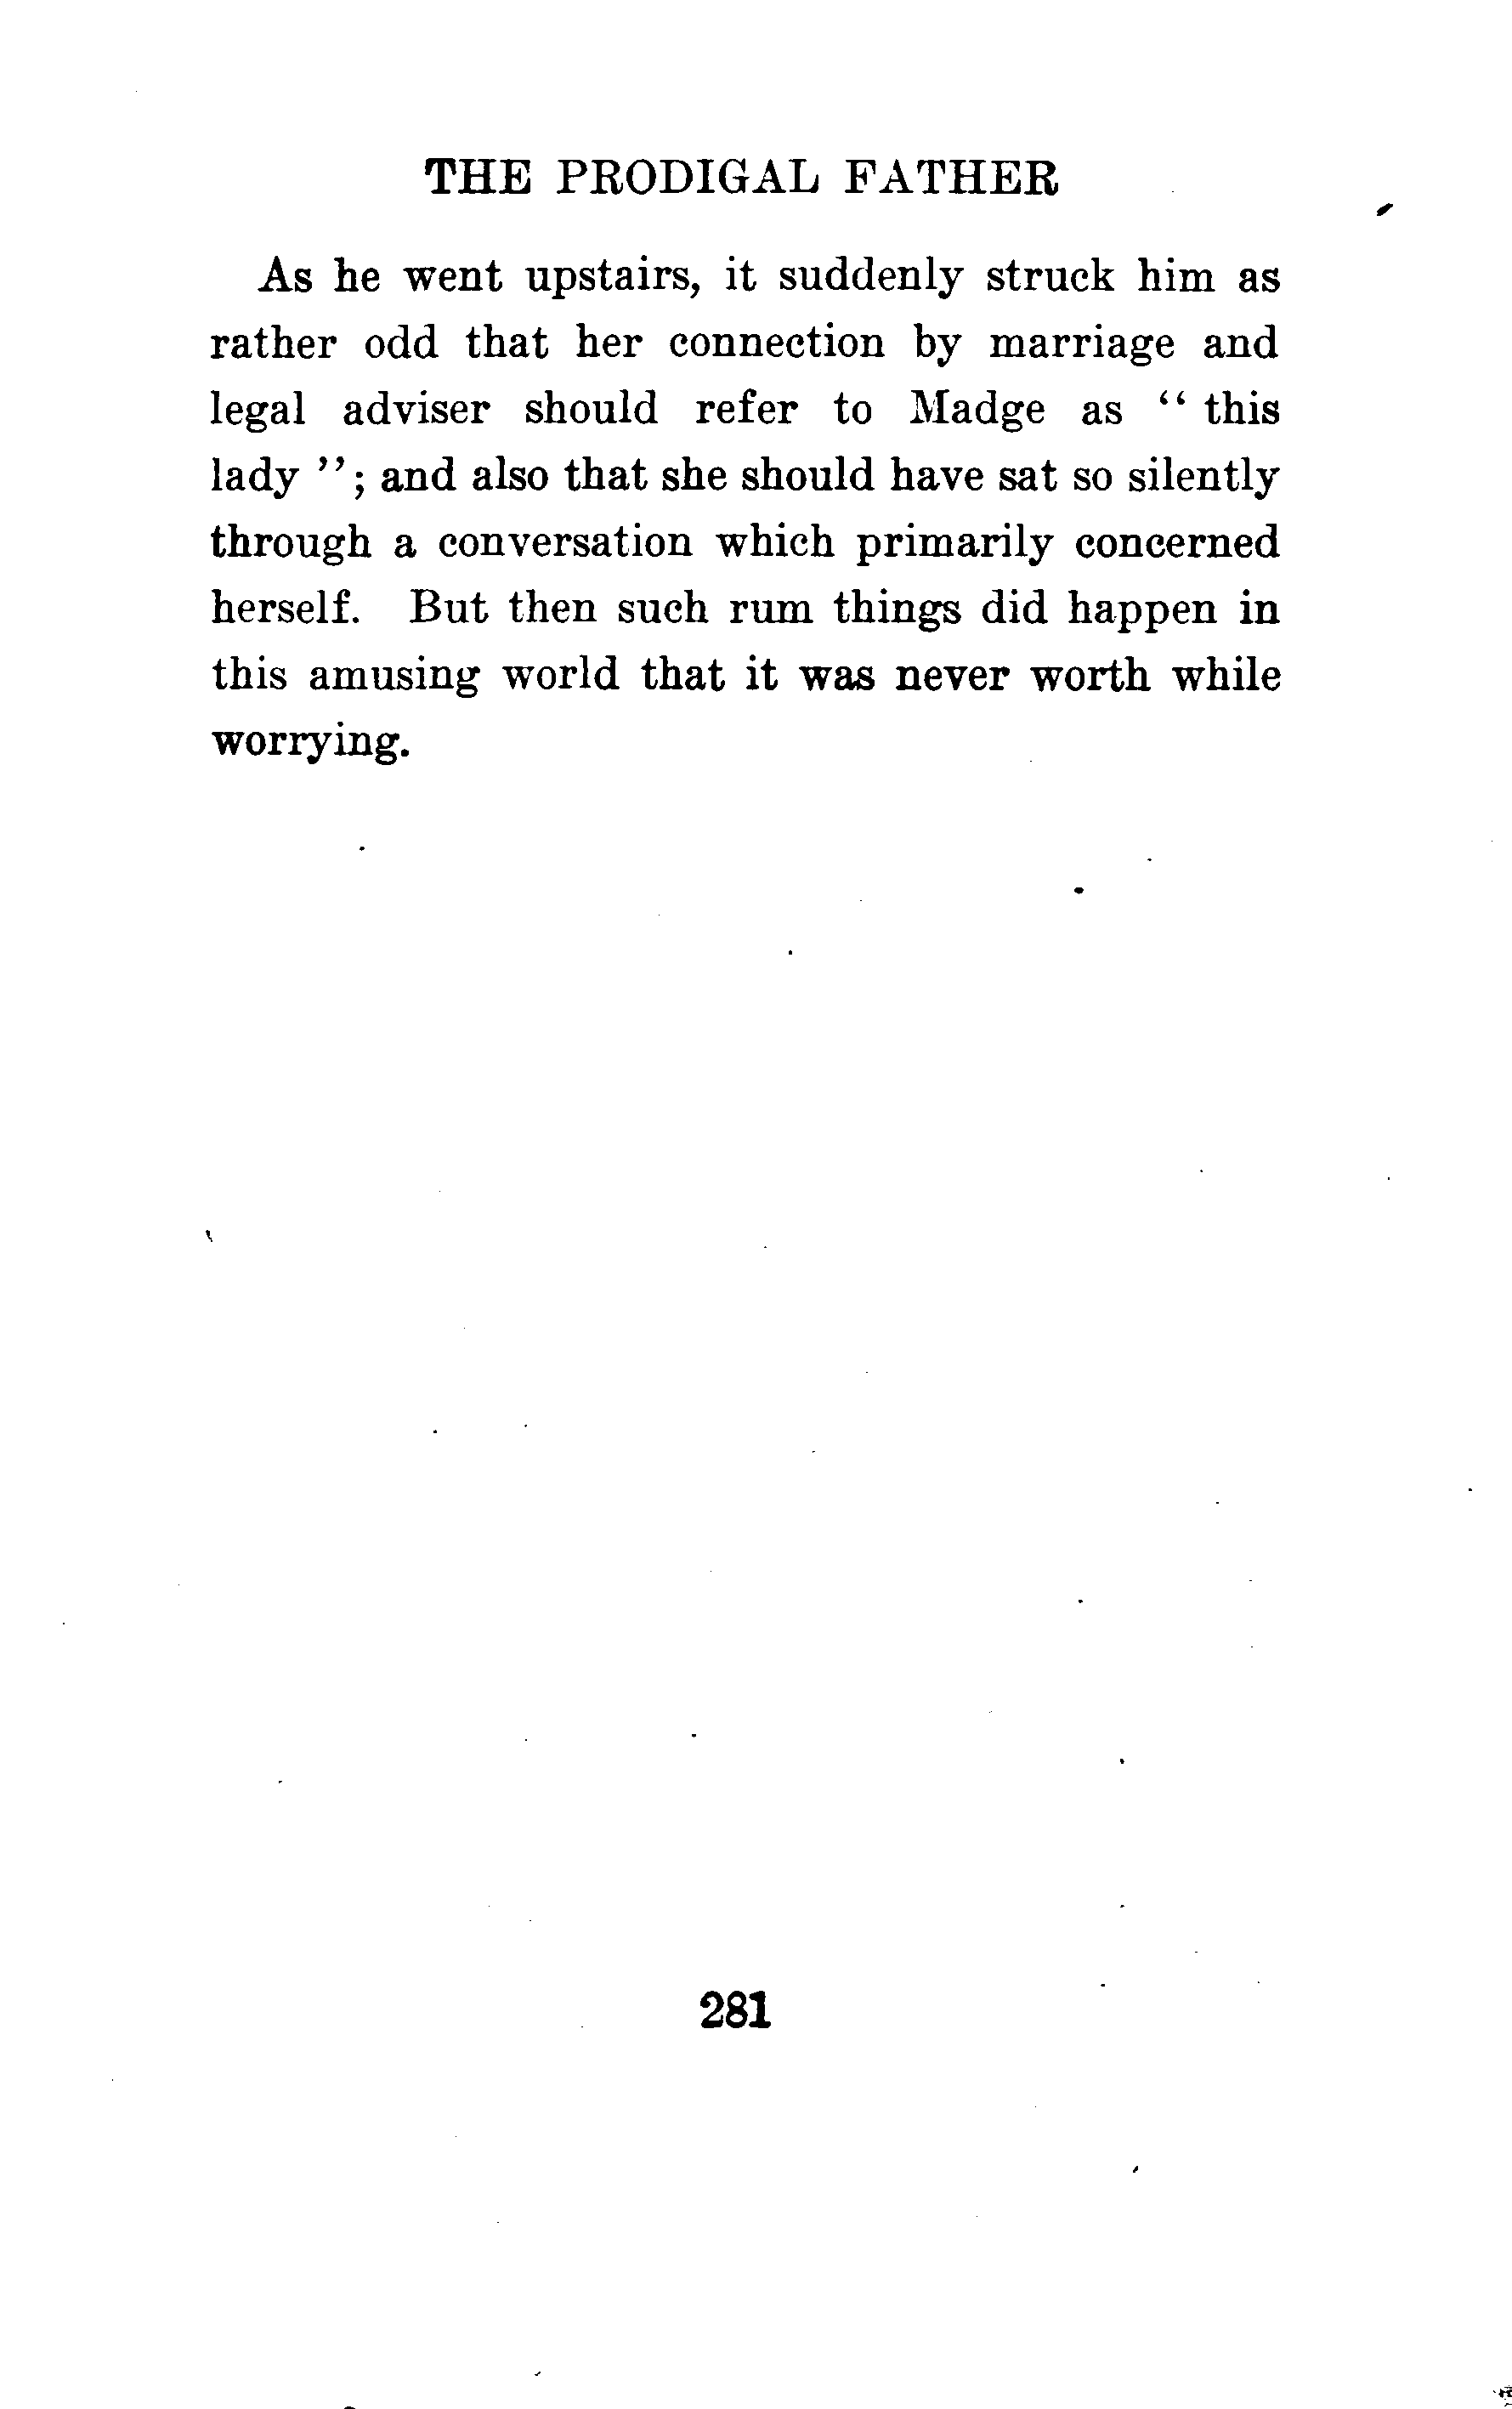 THE PRODIGAL FATHER
As he went upstairs, it suddenly struck him as
rather odd that her connection by marriage and
legal adviser should refer to Madge as “ this
lady ”; and also that she should have sat so silently
through a conversation which primarily concerned
herself. But then such rum things did happen in
this amusing world that it was never worth while
worrying.
281